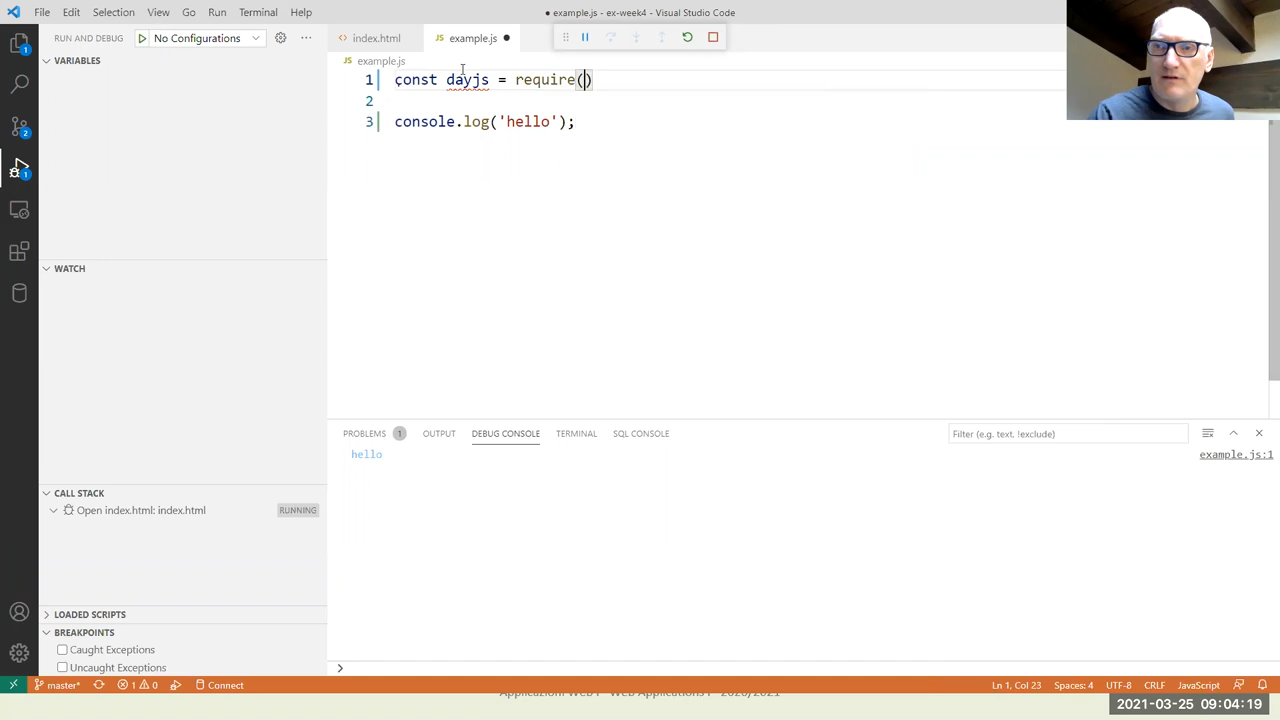 File Edit Selection View Go Run Terminal Help
● example.js - ex-week4 - Visual Studio Code
RUN AND DEBUG No Configurations
index.html
example.js
VARIABLES
example.js
1 const dayjs = require()
2
3 console.log('hello');
1
2
1
WATCH
CALL STACK
Open index.html: index.html RUNNING
LOADED SCRIPTS
BREAKPOINTS
Caught Exceptions
Uncaught Exceptions
PROBLEMS 1 OUTPUT DEBUG CONSOLE TERMINAL SQL CONSOLE
Filter (e.g. text, !exclude)
hello example.js:1
master* 1 0 Connect
Ln 1, Col 23 Spaces: 4 UTF-8 CRLF JavaScript
Applicazioni Web I - Web Applications I - 2020/2021
2021-03-25 09:04:19